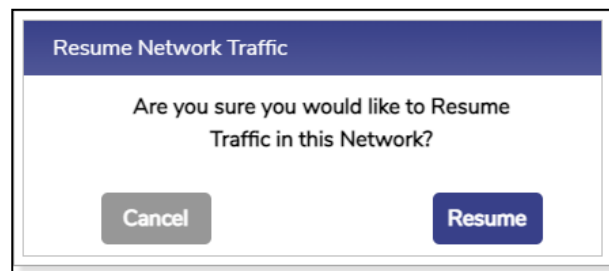 Resume Network Traffic
Are you sure you would like to Resume
Traffic in this Network?
Cancel
Resume